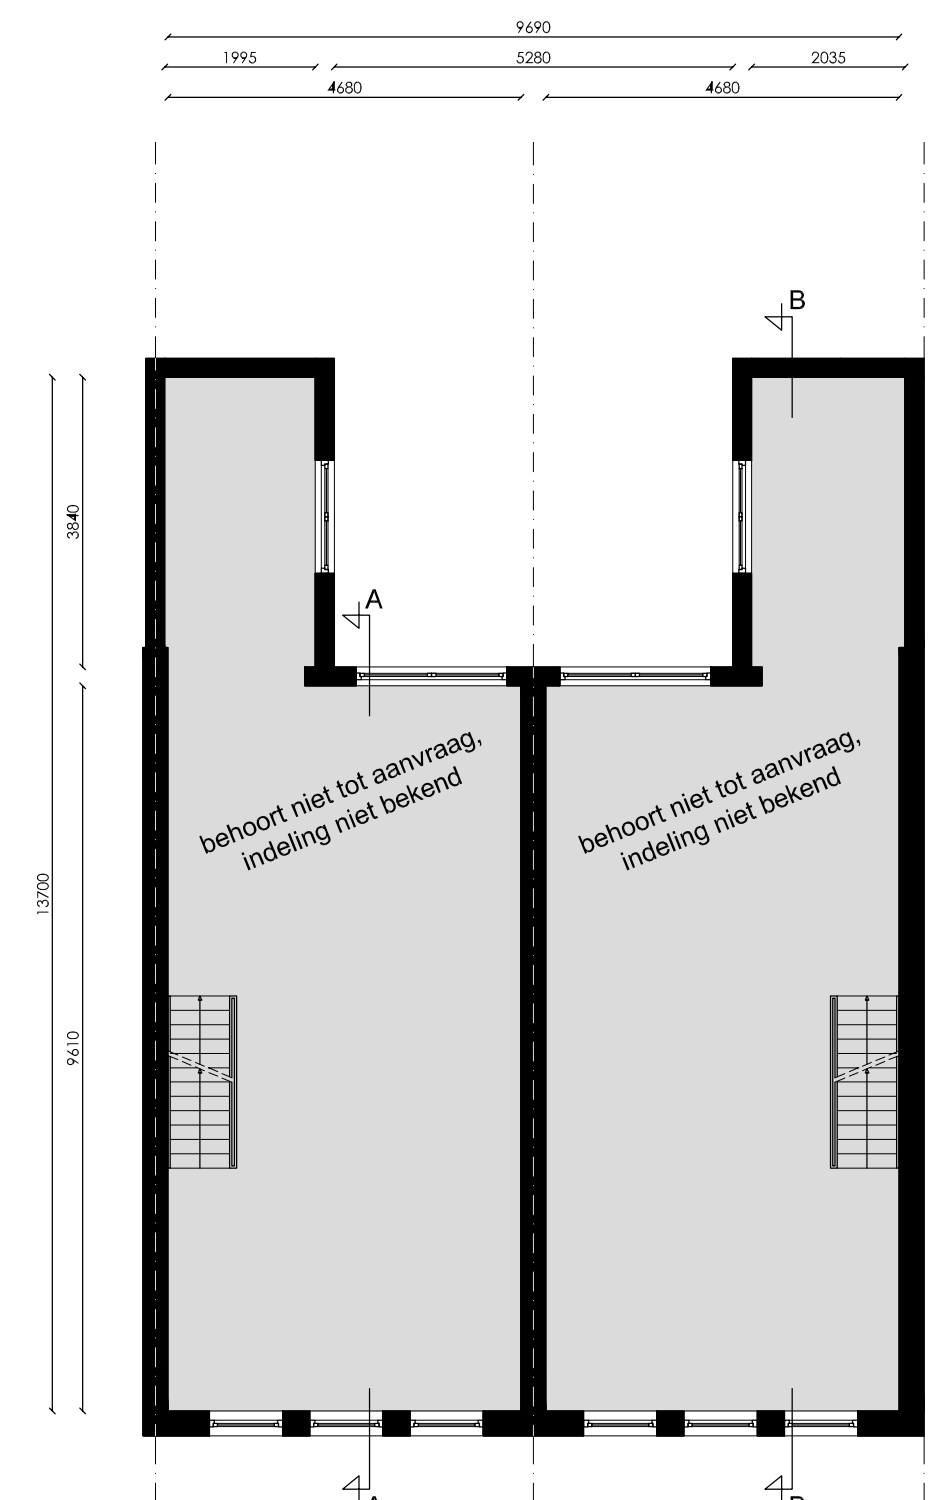 9690
1995
5280
2035
4680
4680
B
3840
A
behoort niet tot aanvraag,
indeling niet bekend
behoort niet tot aanvraag,
indeling niet bekend
13700
9610
A
B